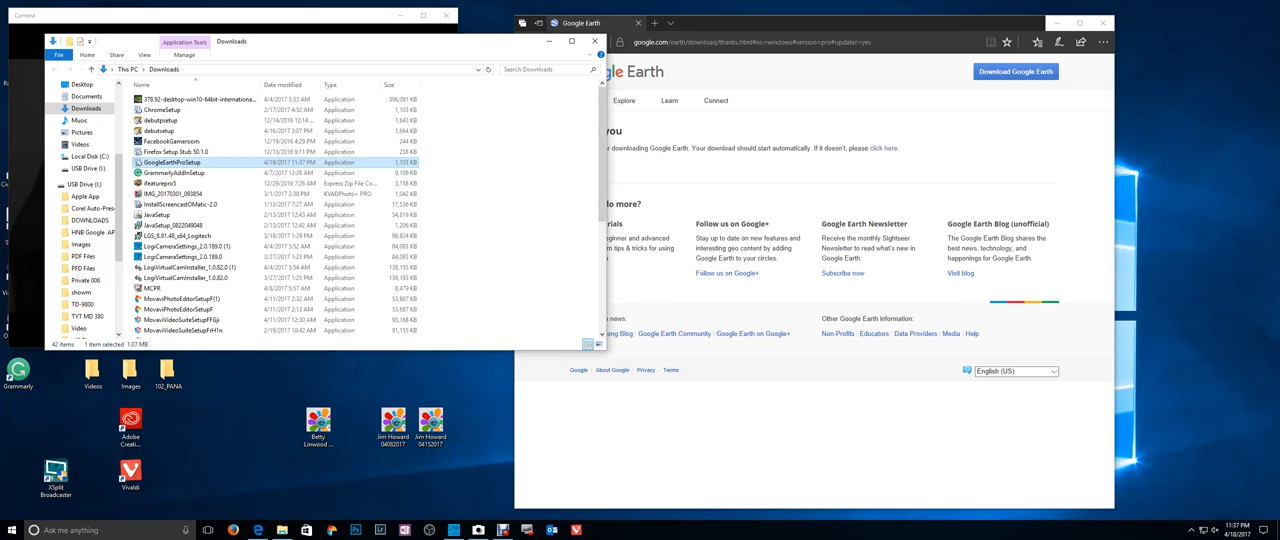 Camera
Application Tools
Downloads
File
Home
Share
View
Manage
This PC > Downloads
Search Downloads
Name
Date modified
Type
Size
Desktop
Documents
Downloads
Music
Pictures
Videos
Local Disk (C:)
USB Drive (I:)
USB Drive (I:)
Apple App
Corel Auto-Prese
DOWNLOADS
HNB Google AP
Images
PDF Files
PFD Files
Private 006
showm
TD-9800
TYT MD 380
Video
378.92-desktop-win10-64bit-internationa... 4/4/2017 5:33 AM Application 396,091 KB
ChromeSetup 2/17/2017 4:52 AM Application 1,103 KB
debutpsetup 12/14/2016 12:14 ... Application 1,643 KB
debutsetup 4/16/2017 3:07 PM Application 1,664 KB
FacebookGameroom 12/19/2016 4:29 PM Application 244 KB
Firefox Setup Stub 50.1.0 12/13/2016 9:11 PM Application 238 KB
GoogleEarthProSetup 4/18/2017 11:37 PM Application 1,103 KB
GrammarlyAddInSetup 4/7/2017 12:28 AM Application 9,109 KB
ifeaturepro5 12/29/2016 7:26 AM Express Zip File Co... 3,158 KB
IMG_20170301_093854 3/1/2017 2:38 PM KVADPhoto+ PRO 1,042 KB
InstallScreencastOMatic-2.0 1/13/2017 7:27 AM Application 17,536 KB
JavaSetup 2/13/2017 12:43 AM Application 54,819 KB
JavaSetup_0822049048 2/13/2017 12:42 AM Application 1,206 KB
LGS_8.91.48_x64_Logitech 3/18/2017 1:29 PM Application 96,824 KB
LogiCameraSettings_2.0.189.0 (1) 4/4/2017 5:52 AM Application 84,093 KB
LogiCameraSettings_2.0.189.0 3/27/2017 1:23 PM Application 84,093 KB
LogiVirtualCamInstaller_1.0.82.0 (1) 4/4/2017 5:54 AM Application 138,193 KB
LogiVirtualCamInstaller_1.0.82.0 3/27/2017 1:25 PM Application 138,193 KB
MCPR 4/8/2017 5:57 AM Application 8,479 KB
MovaviPhotoEditorSetupF(1) 4/11/2017 2:32 AM Application 53,687 KB
MovaviPhotoEditorSetupF 4/11/2017 2:13 AM Application 53,687 KB
MovaviVideoSuiteSetupFFGji 4/11/2017 12:30 AM Application 93,168 KB
MovaviVideoSuiteSetupFrH1n 2/19/2017 10:42 AM Application 91,155 KB
42 items 1 item selected 1.07 MB
Google Earth
google.com/earth/download/thanks.html#os=windows#version=pro#updater=yes
gle Earth
Download Google Earth
Explore
Learn
Connect
you
downloading Google Earth. Your download should start automatically. If it doesn't, please click here.
do more?
rials
eginner and advanced
m tips & tricks for using
Follow us on Google+
Stay up to date on new features and
interesting geo content by adding
Google Earth to your circles.
Follow us on Google+
Google Earth Newsletter
Receive the monthly Sightseer
Newsletter to read what's new in
Google Earth.
Subscribe now
Google Earth Blog (unofficial)
The Google Earth Blog shares the
best news, technology, and
happenings for Google Earth.
Visit blog
h news:
ong Blog
Google Earth Community
Google Earth on Google+
Other Google Earth information:
Non-Profits
Educators
Data Providers
Media
Help
Google · About Google · Privacy · Terms
English (US)
Grammarly
Videos
Images
102_PANA
Adobe
Creati...
Betty
Linwood ...
Jim Howard
04082017
Jim Howard
04152017
XSplit
Broadcaster
Vivaldi
Ask me anything
11:37 PM
4/18/2017